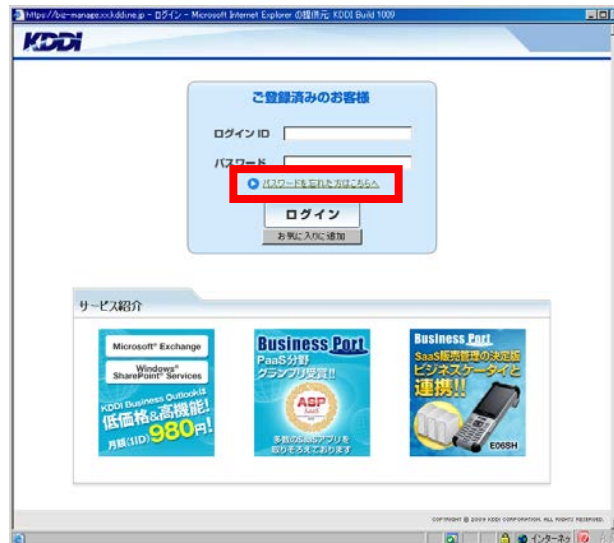 https://biz-manage.xx.kddi.ne.jp - ログイン - Microsoft Internet Explorer の提供元: KDDI Build 1009
KDDI
ご登録済みのお客様
ログイン ID
パスワード
パスワードを忘れた方はこちらへ
ログイン
お気に入りに追加
サービス紹介
Microsoft® Exchange
Windows®
SharePoint® Services
KDDI Business Outlookは
低価格&高機能!
月額(1ID)980円!
Business Port
PaaS分野
グランプリ受賞!!
ASP
SaaS
多数のSaaSアプリを
取りそろえております
Business Port
SaaS販売管理の決定版
ビジネスケータイと
連携!!
E06SH
COPYRIGHT © 2009 KDDI CORPORATION. ALL RIGHTS RESERVED.
インターネッ